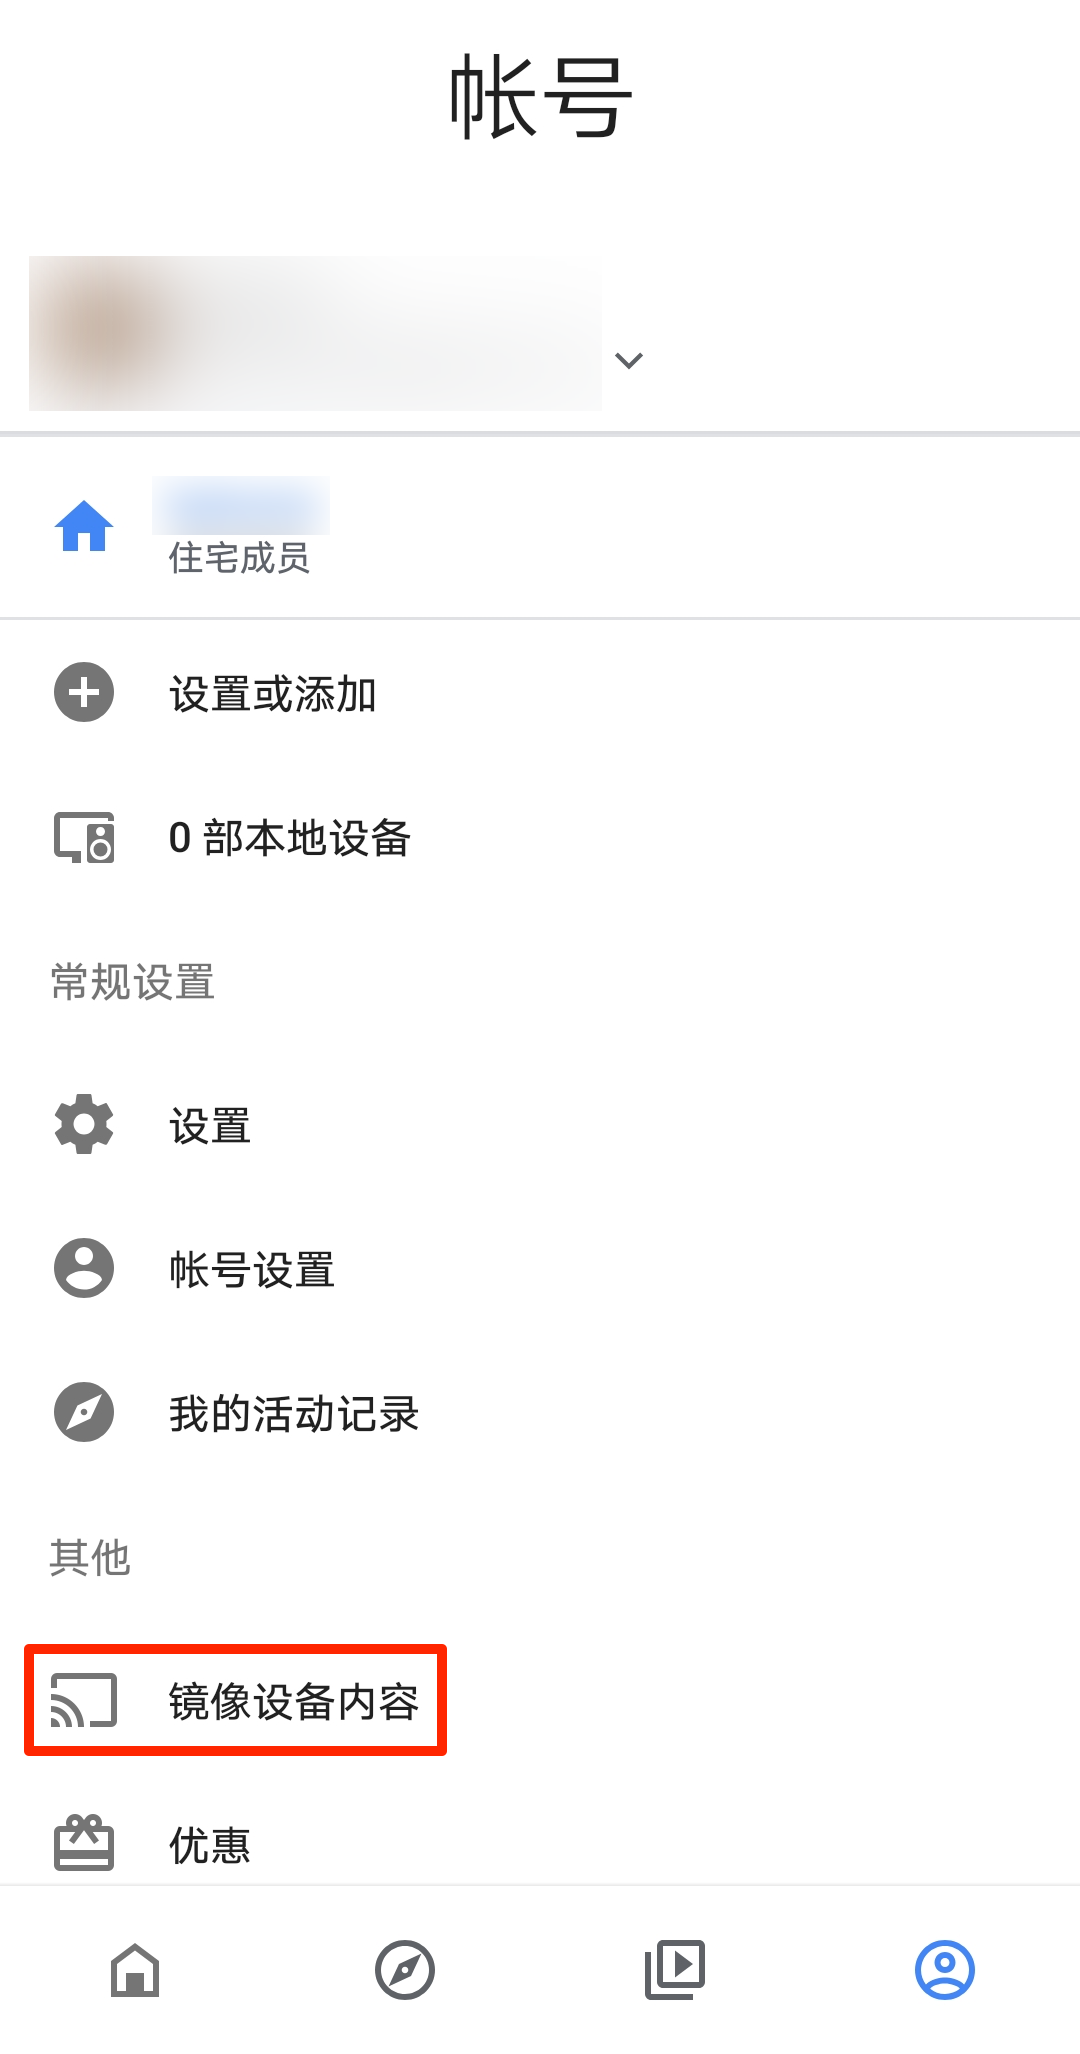 帐号
住宅成员
设置或添加
0 部本地设备
常规设置
设置
帐号设置
我的活动记录
其他
镜像设备内容
优惠